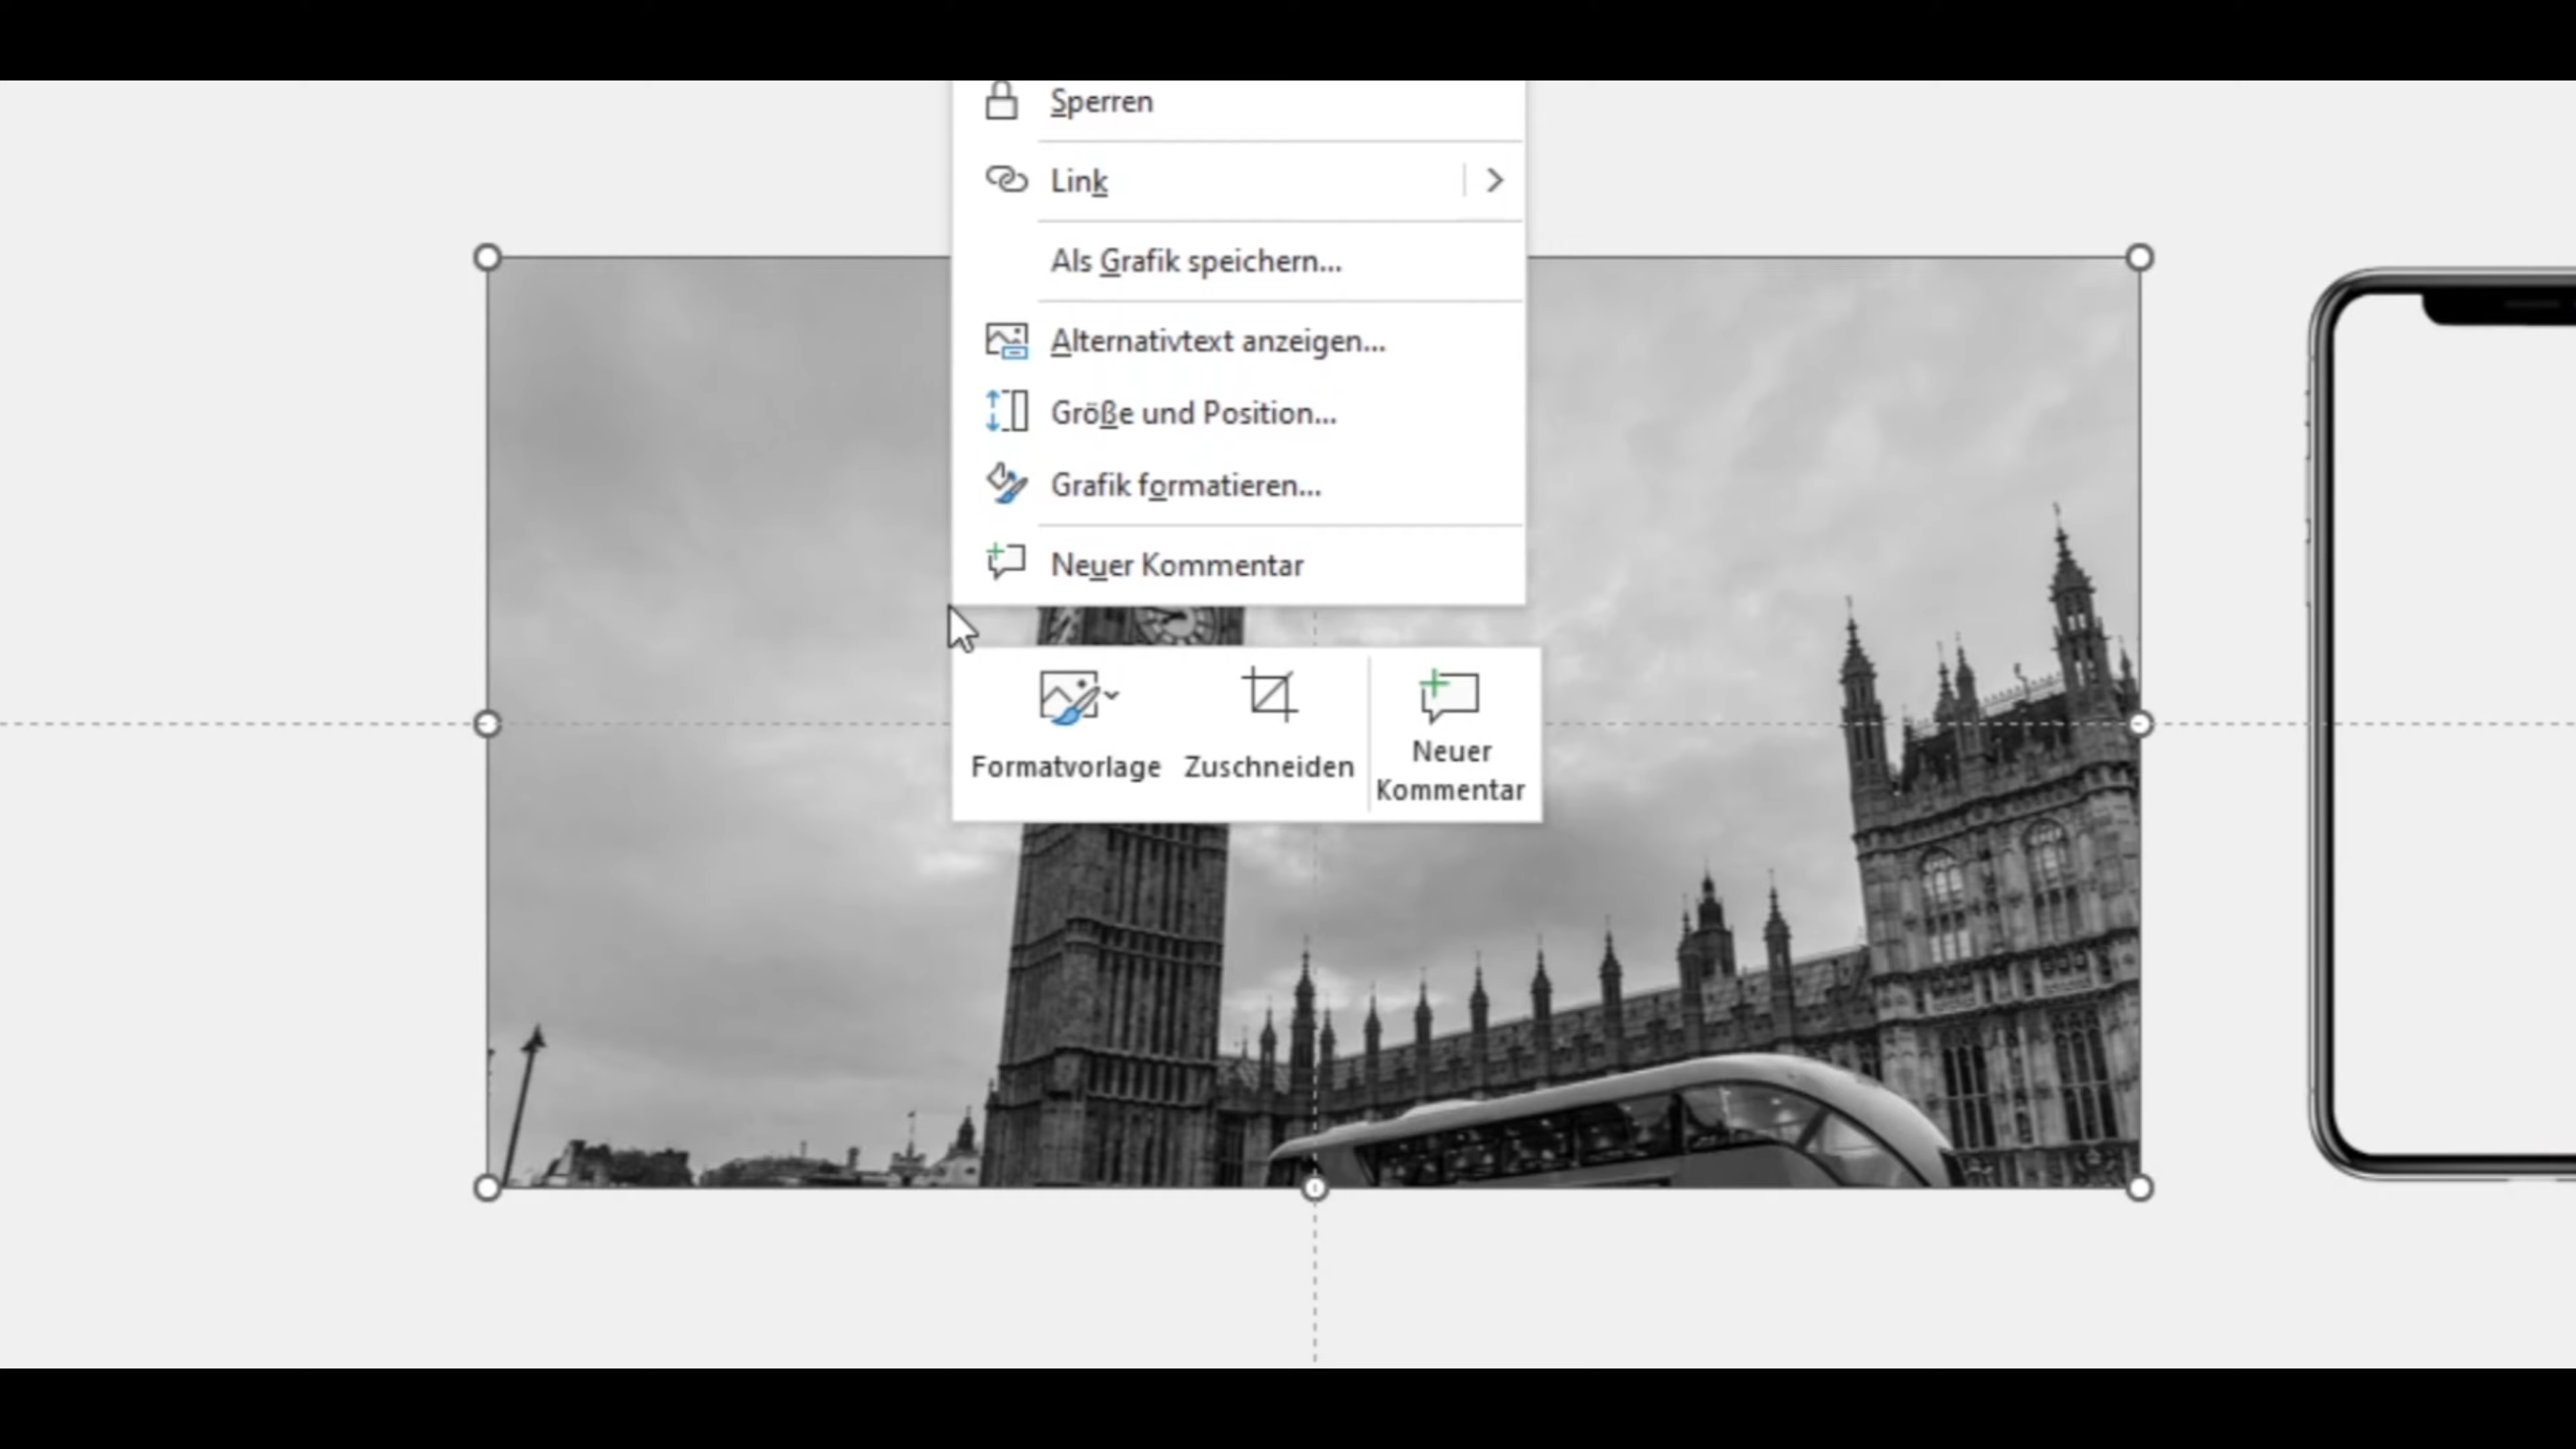 Sperren
Link
Als Grafik speichern...
Alternativtext anzeigen...
Größe und Position...
Grafik formatieren...
Neuer Kommentar
Formatvorlage
Zuschneiden
Neuer
Kommentar